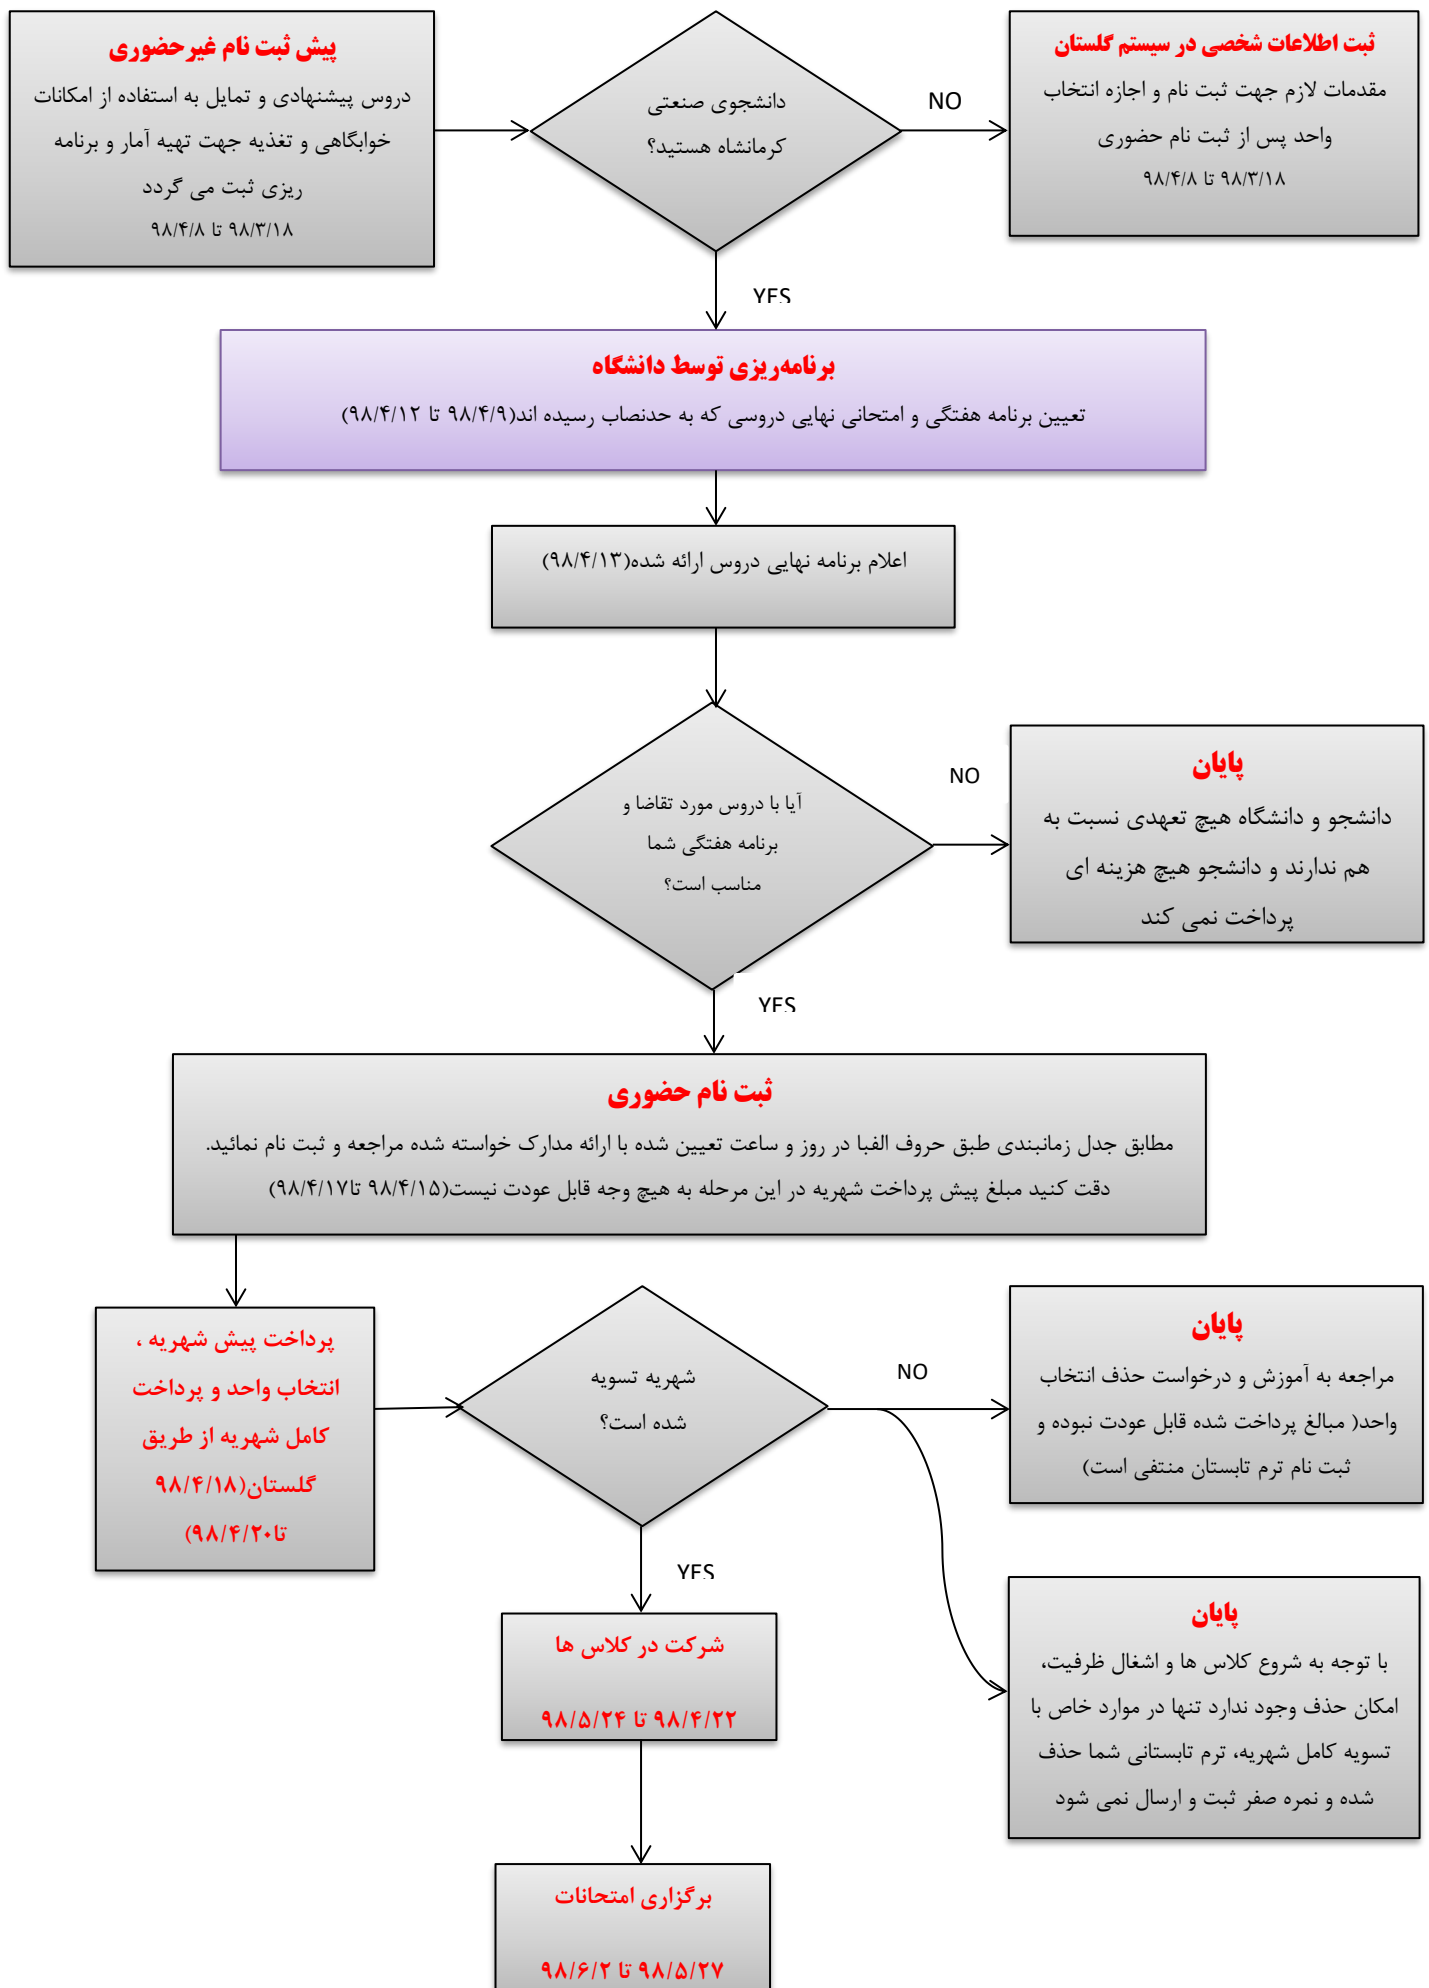 پیش ثبت نام غیرحضوری
دروس پیشنهادی و تمایل به استفاده از امکانات
خوابگاهی و تغذیه جهت تهیه آمار و برنامه
ریزی ثبت می گردد
۹۸/۳/۱۸ تا ۹۸/۴/۸
دانشجوی صنعتی
کرمانشاه هستید؟
NO
ثبت اطلاعات شخصی در سیستم گلستان
مقدمات لازم جهت ثبت نام و اجازه انتخاب
واحد پس از ثبت نام حضوری
۹۸/۳/۱۸ تا ۹۸/۴/۸
YES
برنامه‌ریزی توسط دانشگاه
تعیین برنامه هفتگی و امتحانی نهایی دروسی که به حدنصاب رسیده اند(۹۸/۴/۹ تا ۹۸/۴/۱۲)
اعلام برنامه نهایی دروس ارائه شده(۹۸/۴/۱۳)
آیا با دروس مورد تقاضا و
برنامه هفتگی شما
مناسب است؟
NO
پایان
دانشجو و دانشگاه هیچ تعهدی نسبت به
هم ندارند و دانشجو هیچ هزینه ای
پرداخت نمی کند
YES
ثبت نام حضوری
مطابق جدل زمانبندی طبق حروف الفبا در روز و ساعت تعیین شده با ارائه مدارک خواسته شده مراجعه و ثبت نام نمائید.
دقت کنید مبلغ پیش پرداخت شهریه در این مرحله به هیچ وجه قابل عودت نیست(۹۸/۴/۱۵ تا۹۸/۴/۱۷)
پرداخت پیش شهریه ،
انتخاب واحد و پرداخت
کامل شهریه از طریق
گلستان(۹۸/۴/۱۸
تا۹۸/۴/۲۰)
شهریه تسویه
شده است؟
NO
پایان
مراجعه به آموزش و درخواست حذف انتخاب
واحد( مبالغ پرداخت شده قابل عودت نبوده و
ثبت نام ترم تابستان منتفی است)
YES
پایان
با توجه به شروع کلاس ها و اشغال ظرفیت،
امکان حذف وجود ندارد تنها در موارد خاص با
تسویه کامل شهریه، ترم تابستانی شما حذف
شده و نمره صفر ثبت و ارسال نمی شود
شرکت در کلاس ها
۹۸/۴/۲۲ تا ۹۸/۵/۲۴
برگزاری امتحانات
۹۸/۵/۲۷ تا ۹۸/۶/۲